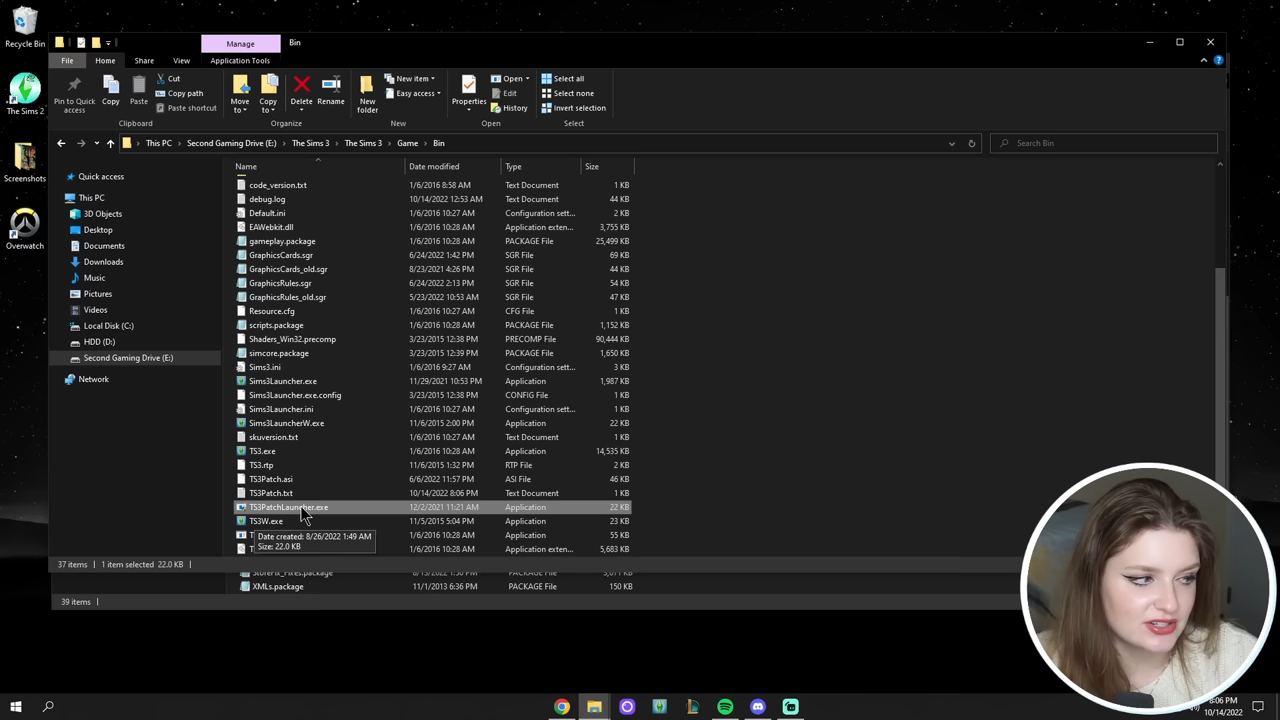 Recycle Bin
The Sims 2
Screenshots
Overwatch
Manage
Bin
File
Home
Share
View
Application Tools
Pin to Quick access
Copy
Paste
Cut
Copy path
Paste shortcut
Clipboard
Move to
Copy to
Delete
Rename
Organize
New folder
New item
Easy access
New
Properties
Open
Edit
History
Open
Select all
Select none
Invert selection
Select
This PC > Second Gaming Drive (E:) > The Sims 3 > The Sims 3 > Game > Bin
Search Bin
Quick access
This PC
3D Objects
Desktop
Documents
Downloads
Music
Pictures
Videos
Local Disk (C:)
HDD (D:)
Second Gaming Drive (E:)
Network
Name Date modified Type Size
code_version.txt 1/6/2016 8:58 AM Text Document 1 KB
debug.log 10/14/2022 12:53 AM Text Document 44 KB
Default.ini 1/6/2016 10:27 AM Configuration sett... 2 KB
EAWebkit.dll 1/6/2016 10:28 AM Application exten... 3,755 KB
gameplay.package 1/6/2016 10:28 AM PACKAGE File 25,499 KB
GraphicsCards.sgr 6/24/2022 1:42 PM SGR File 69 KB
GraphicsCards_old.sgr 8/23/2021 4:26 PM SGR File 44 KB
GraphicsRules.sgr 6/24/2022 2:13 PM SGR File 54 KB
GraphicsRules_old.sgr 5/23/2022 10:53 AM SGR File 47 KB
Resource.cfg 1/6/2016 10:27 AM CFG File 1 KB
scripts.package 1/6/2016 10:28 AM PACKAGE File 1,152 KB
Shaders_Win32.precomp 3/23/2015 12:38 PM PRECOMP File 90,444 KB
simcore.package 3/23/2015 12:39 PM PACKAGE File 1,650 KB
Sims3.ini 1/6/2016 9:27 AM Configuration sett... 3 KB
Sims3Launcher.exe 11/29/2021 10:53 PM Application 1,987 KB
Sims3Launcher.exe.config 3/23/2015 12:38 PM CONFIG File 1 KB
Sims3Launcher.ini 1/6/2016 10:27 AM Configuration sett... 1 KB
Sims3LauncherW.exe 11/6/2015 2:00 PM Application 22 KB
skuversion.txt 1/6/2016 10:27 AM Text Document 1 KB
TS3.exe 1/6/2016 10:28 AM Application 14,535 KB
TS3.rtp 11/6/2015 1:32 PM RTP File 2 KB
TS3Patch.asi 6/6/2022 11:57 PM ASI File 46 KB
TS3Patch.txt 10/14/2022 8:06 PM Text Document 1 KB
TS3PatchLauncher.exe 12/2/2021 11:21 AM Application 22 KB
TS3W.exe 11/5/2015 5:04 PM Application 23 KB
1/6/2016 10:28 AM Application 55 KB
1/6/2016 10:28 AM Application exten... 5,683 KB
Date created: 8/26/2022 1:49 AM
Size: 22.0 KB
37 items 1 item selected 22.0 KB
XMLs.package 11/1/2013 6:36 PM PACKAGE File 150 KB
39 items
8:06 PM
10/14/2022